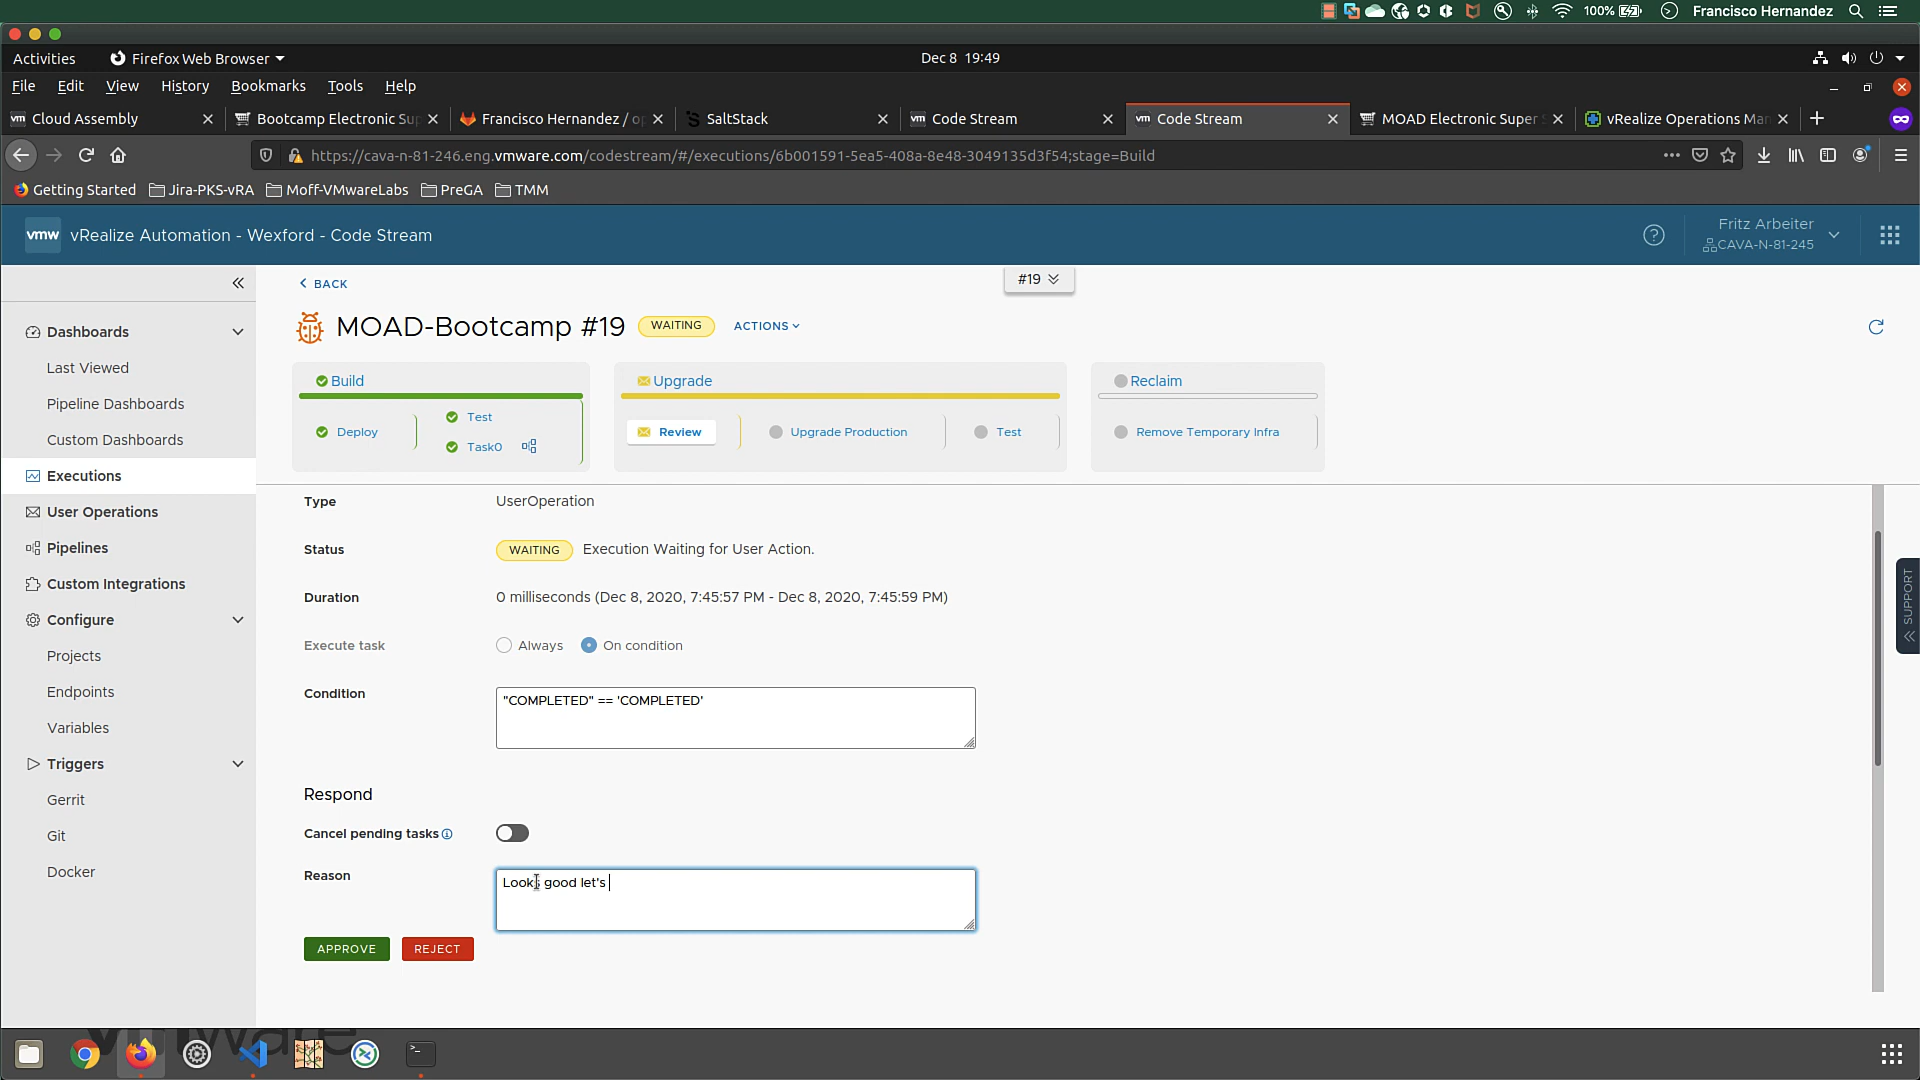 100%
Francisco Hernandez
Activities
Firefox Web Browser
Dec 8 19:49
File
Edit
View
History
Bookmarks
Tools
Help
vm Cloud Assembly
Bootcamp Electronic Su
Francisco Hernandez / o
SaltStack
vm Code Stream
vm Code Stream
MOAD Electronic Super
vRealize Operations Man
https://cava-n-81-246.eng.vmware.com/codestream/#/executions/6b001591-5ea5-408a-8e48-3049135d3f54;stage=Build
Getting Started
Jira-PKS-vRA
Moff-VMwareLabs
PreGA
TMM
vmw vRealize Automation - Wexford - Code Stream
Fritz Arbeiter
CAVA-N-81-245
BACK
#19
Dashboards
Last Viewed
Pipeline Dashboards
Custom Dashboards
Executions
User Operations
Pipelines
Custom Integrations
Configure
Projects
Endpoints
Variables
Triggers
Gerrit
Git
Docker
MOAD-Bootcamp #19
WAITING
ACTIONS
Build
Deploy
Test
Task0
Upgrade
Review
Upgrade Production
Test
Reclaim
Remove Temporary Infra
Type
UserOperation
Status
WAITING Execution Waiting for User Action.
Duration
0 milliseconds (Dec 8, 2020, 7:45:57 PM - Dec 8, 2020, 7:45:59 PM)
Execute task
Always
On condition
Condition
"COMPLETED" == 'COMPLETED'
Respond
Cancel pending tasks
Reason
Looks good let's
APPROVE
REJECT
SUPPORT